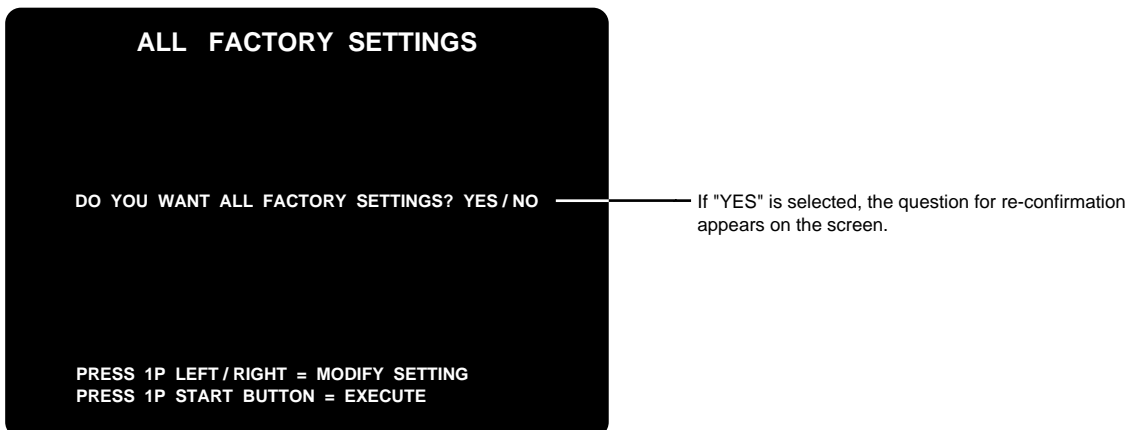 ALL FACTORY SETTINGS
DO YOU WANT ALL FACTORY SETTINGS? YES / NO
If "YES" is selected, the question for re-confirmation
appears on the screen.
PRESS 1P LEFT / RIGHT = MODIFY SETTING
PRESS 1P START BUTTON = EXECUTE